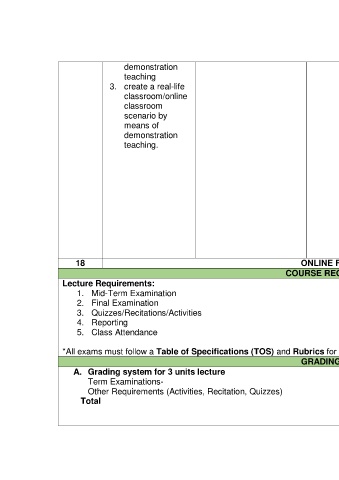 demonstration
teaching
3. create a real-life
classroom/online
classroom
scenario by
means of
demonstration
teaching.
18 ONLINE
COURSE
Lecture Requirements:
1. Mid-Term Examination
2. Final Examination
3. Quizzes/Recitations/Activities
4. Reporting
5. Class Attendance
*All exams must follow a Table of Specifications (TOS) and Rubrics for
GRADING
A. Grading system for 3 units lecture
Term Examinations-
Other Requirements (Activities, Recitation, Quizzes)
Total